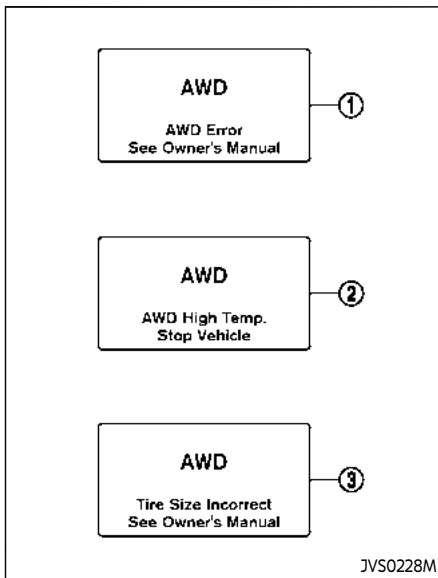 AWD
AWD Error
See Owner's Manual
①
AWD
AWD High Temp.
Stop Vehicle
②
AWD
Tire Size Incorrect
See Owner's Manual
③
JVS0228M